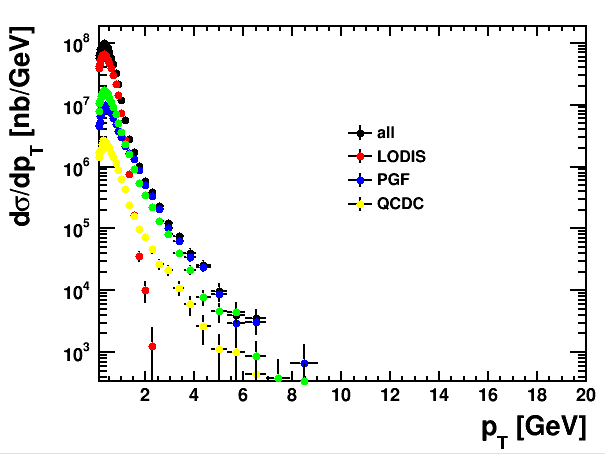 dσ/dp_T [nb/GeV]
10^8
10^7
10^6
10^5
10^4
10^3
all
LODIS
PGF
QCDC
2 4 6 8 10 12 14 16 18 20
p_T [GeV]